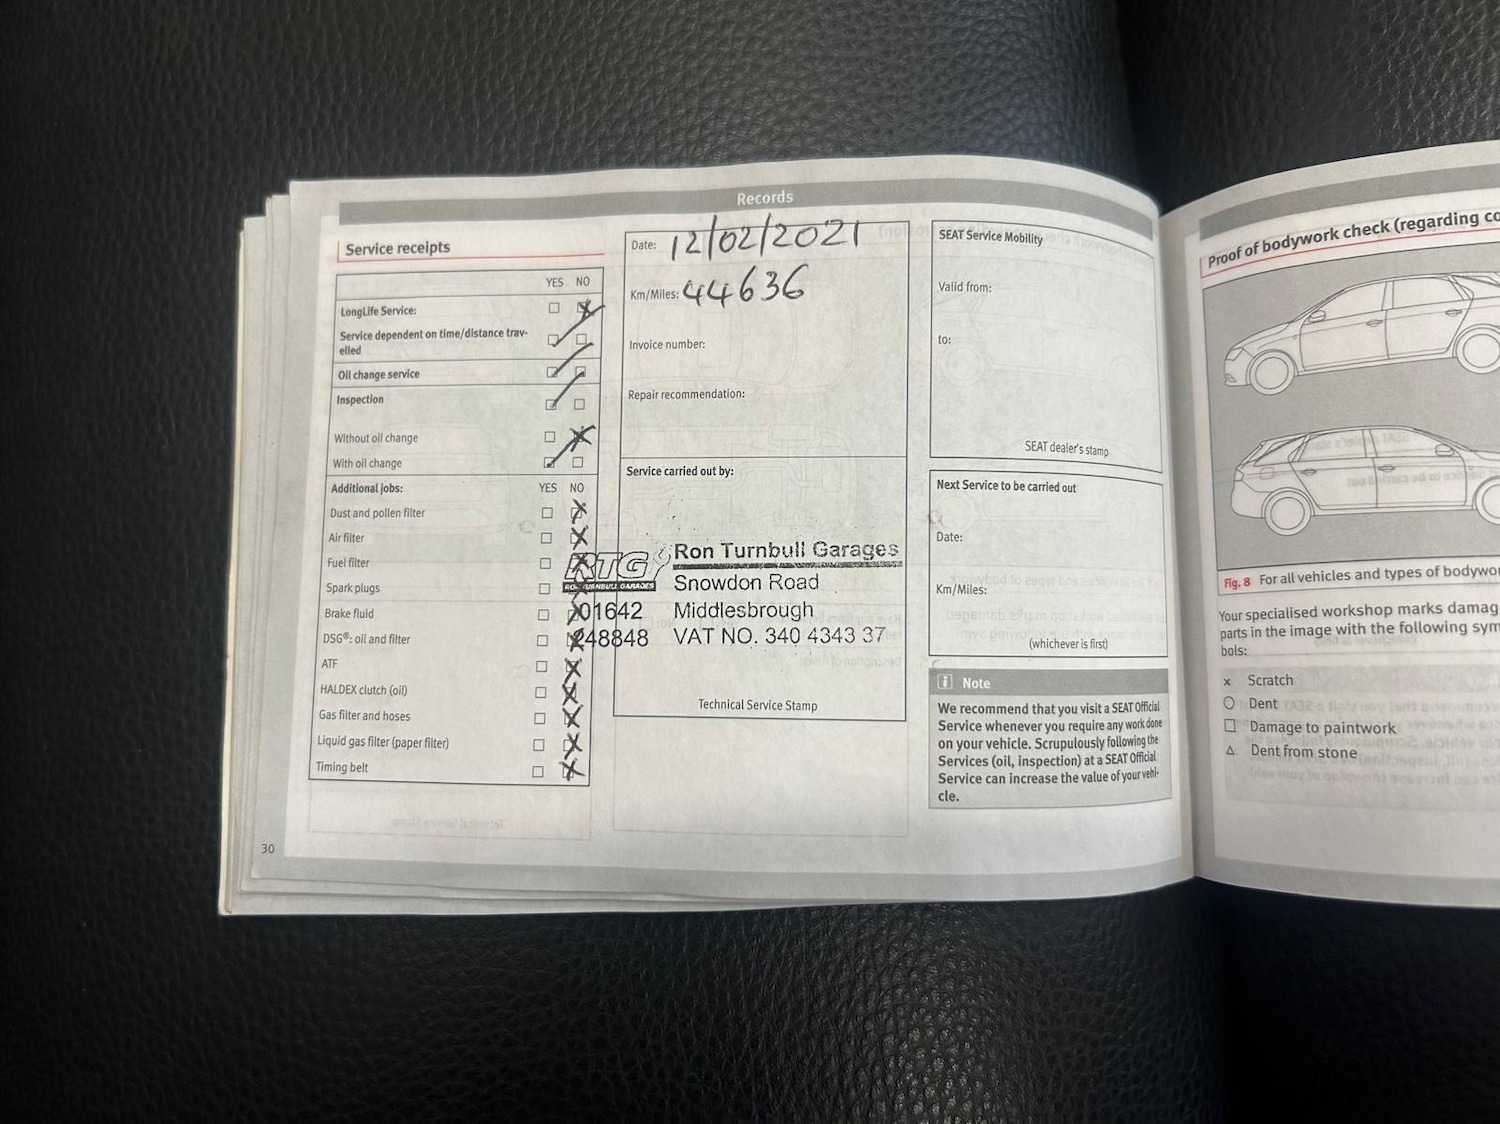 Records
Service receipts
YES NO
LongLife Service:
Service dependent on time/distance trav-
elled
Oil change service
Inspection
Without oil change
With oil change
Additional jobs: YES NO
Dust and pollen filter
Air filter
Fuel filter
Spark plugs
Brake fluid
DSG®: oil and filter
ATF
HALDEX clutch (oil)
Gas filter and hoses
Liquid gas filter (paper filter)
Timing belt
30
Date: 12/02/2021
Km/Miles: 44636
Invoice number:
Repair recommendation:
Service carried out by:
RTG
RON TURNBULL GARAGES
01642
248848
Ron Turnbull Garages
Snowdon Road
Middlesbrough
VAT NO. 340 4343 37
Technical Service Stamp
SEAT Service Mobility
Valid from:
to:
SEAT dealer's stamp
Next Service to be carried out
Date:
Km/Miles:
(whichever is first)
i Note
We recommend that you visit a SEAT Official
Service whenever you require any work done
on your vehicle. Scrupulously following the
Services (oil, inspection) at a SEAT Official
Service can increase the value of your vehi-
cle.
Proof of bodywork check (regarding co
Fig. 8 For all vehicles and types of bodywor
Your specialised workshop marks damag
parts in the image with the following sym
bols:
x Scratch
○ Dent
□ Damage to paintwork
△ Dent from stone